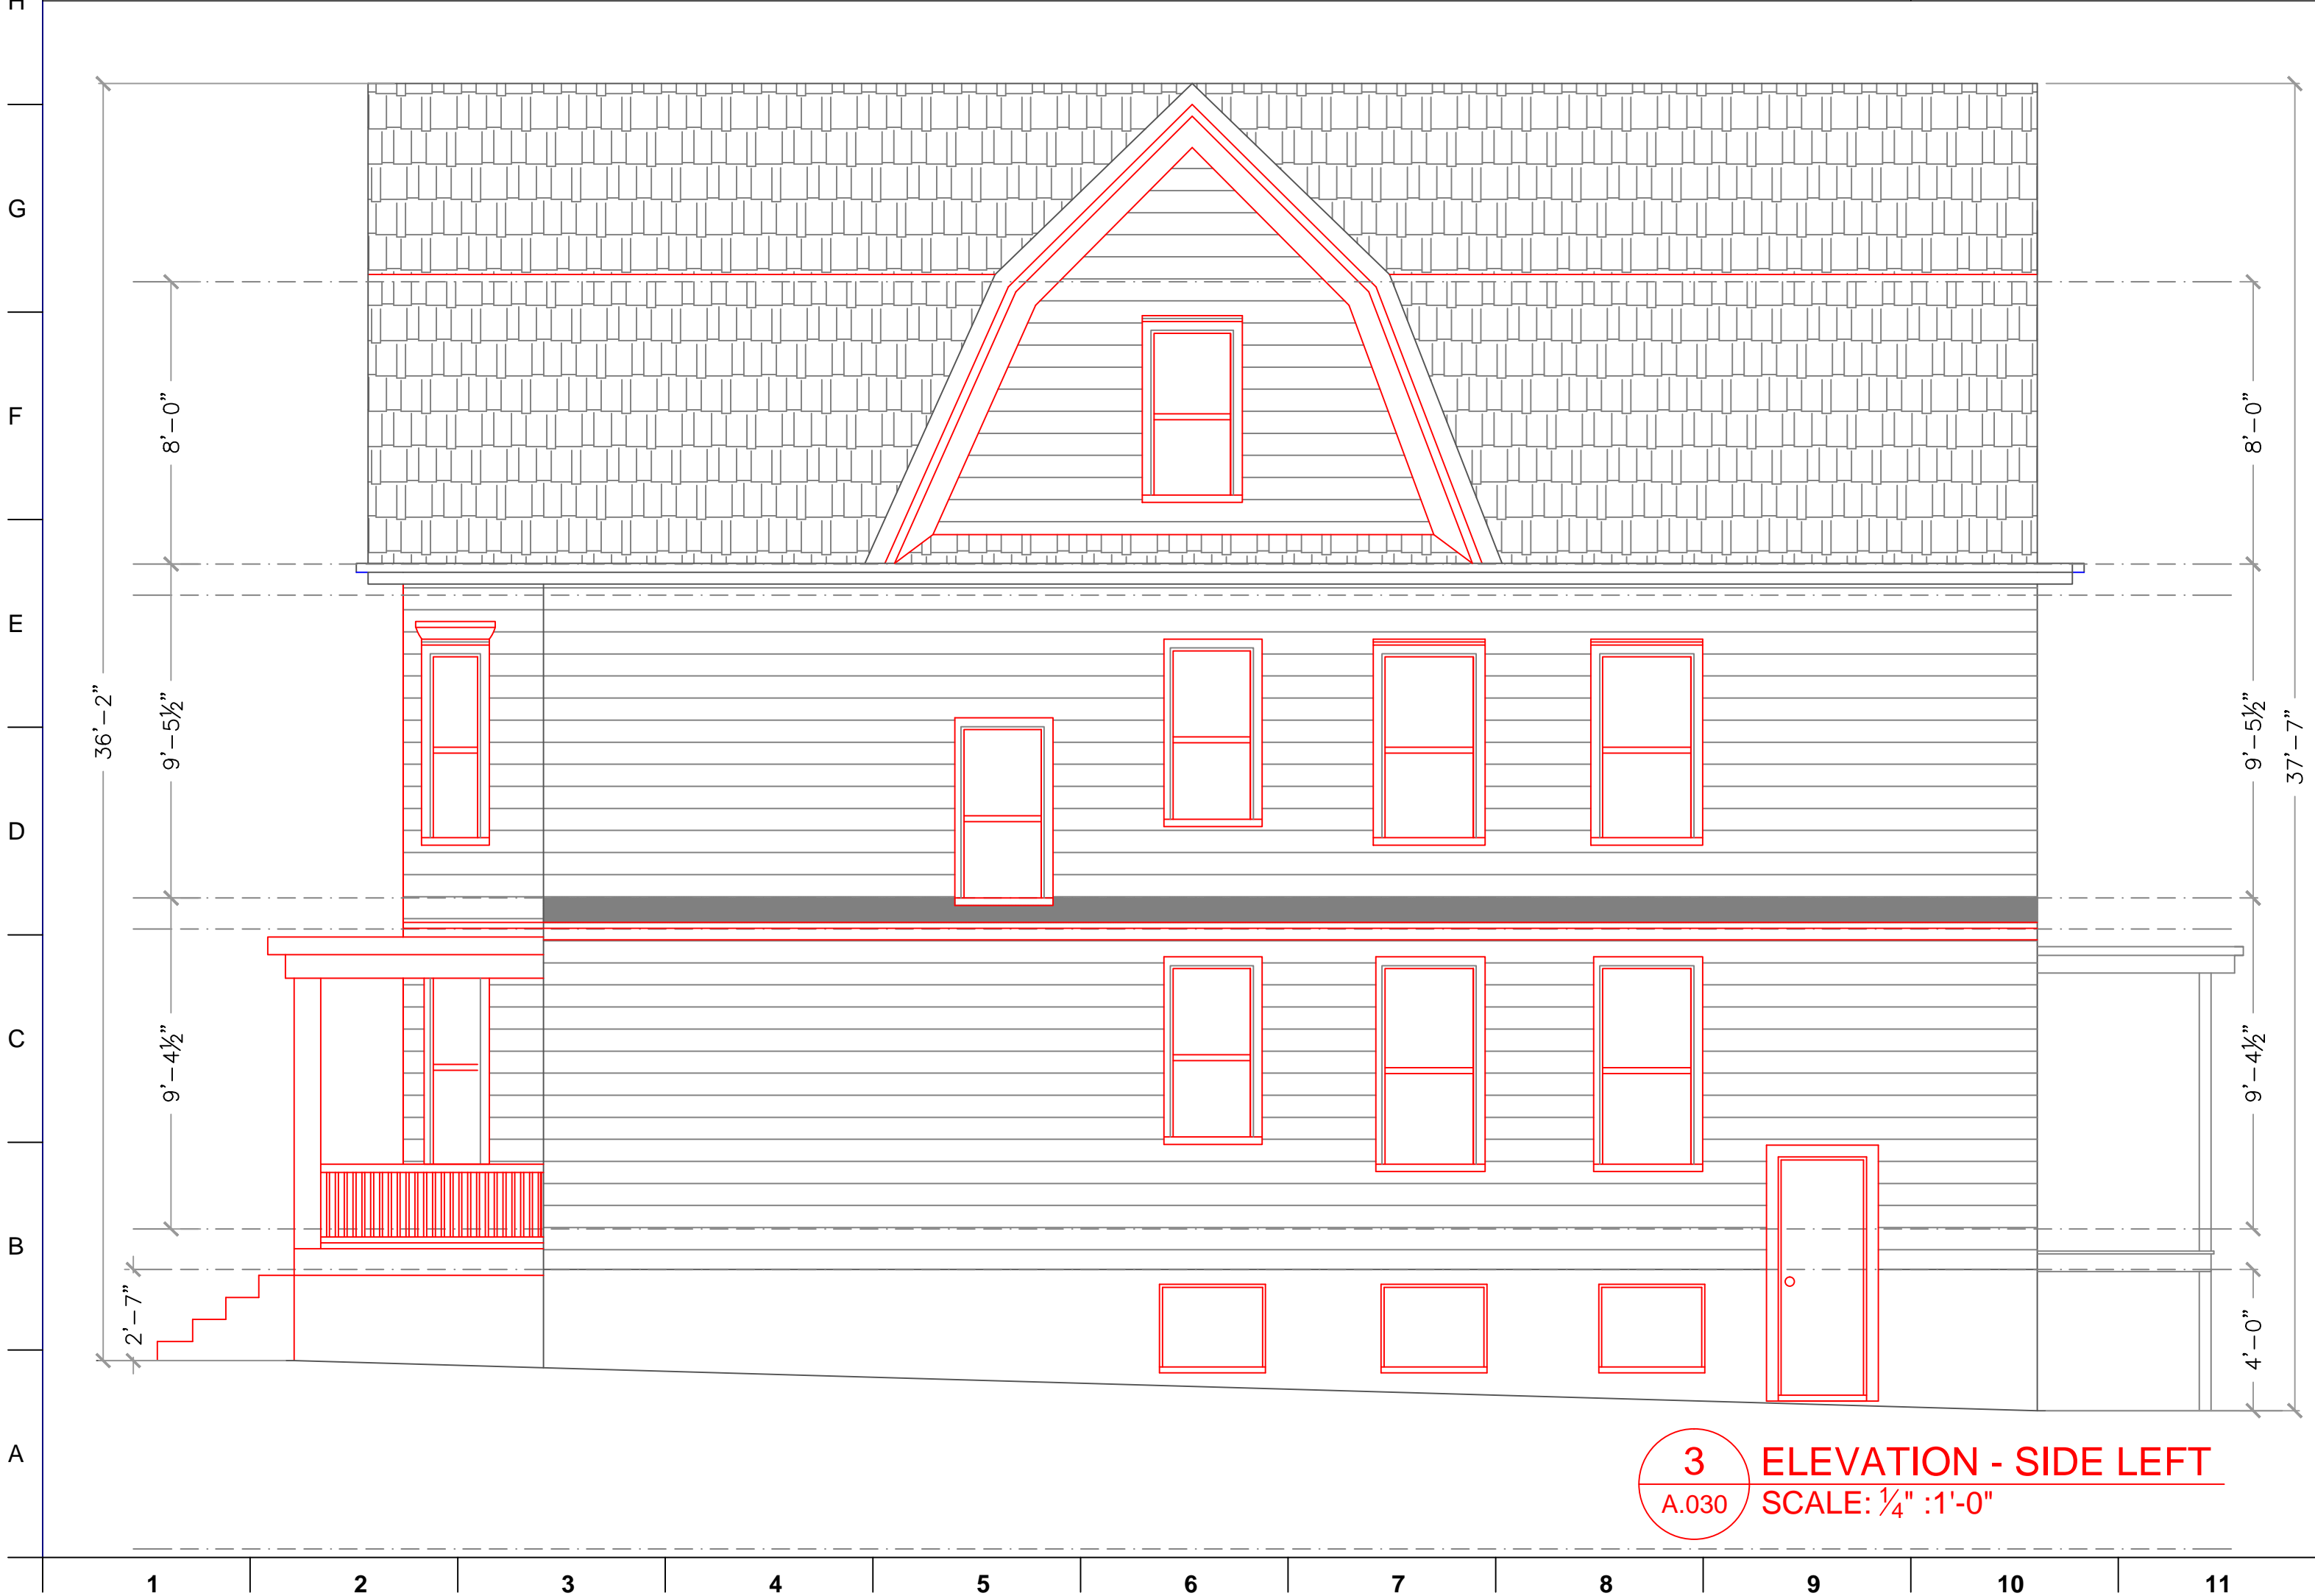 H
G
F
E
D
C
B
A
36'-2"
8'-0"
9'-5½"
9'-4½"
2'-7"
8'-0"
9'-5½"
37'-7"
9'-4½"
4'-0"
3
A.030
ELEVATION - SIDE LEFT
SCALE: ¼" :1'-0"
1 2 3 4 5 6 7 8 9 10 11